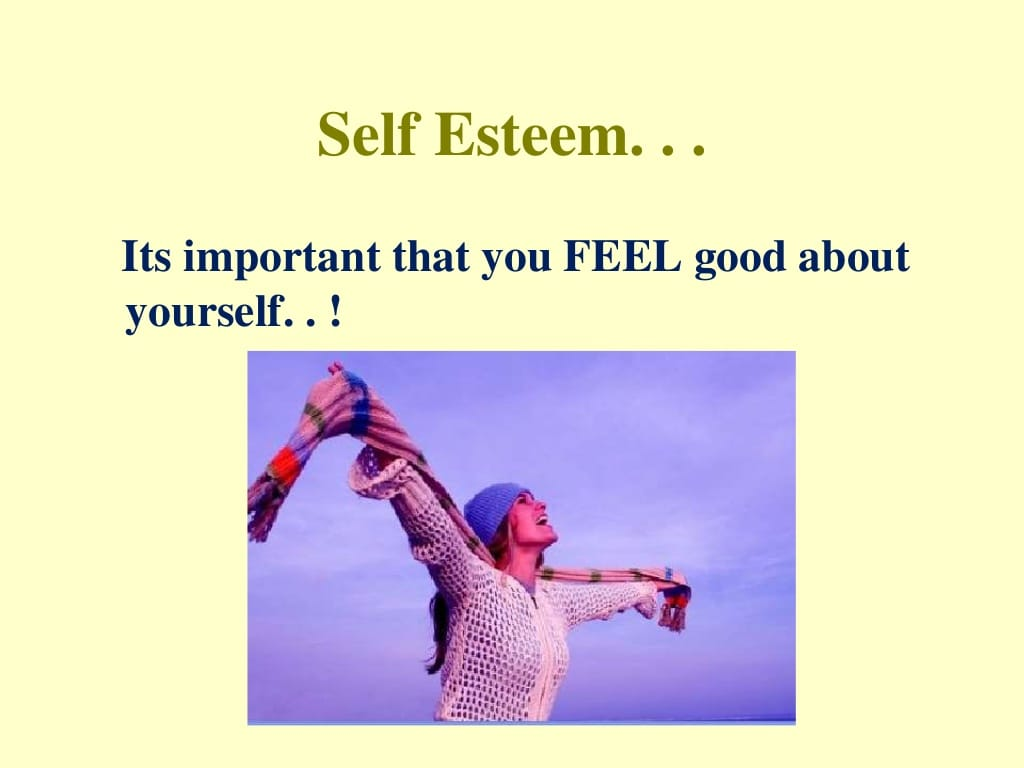 Self Esteem. . .
Its important that you FEEL good about
yourself. . !